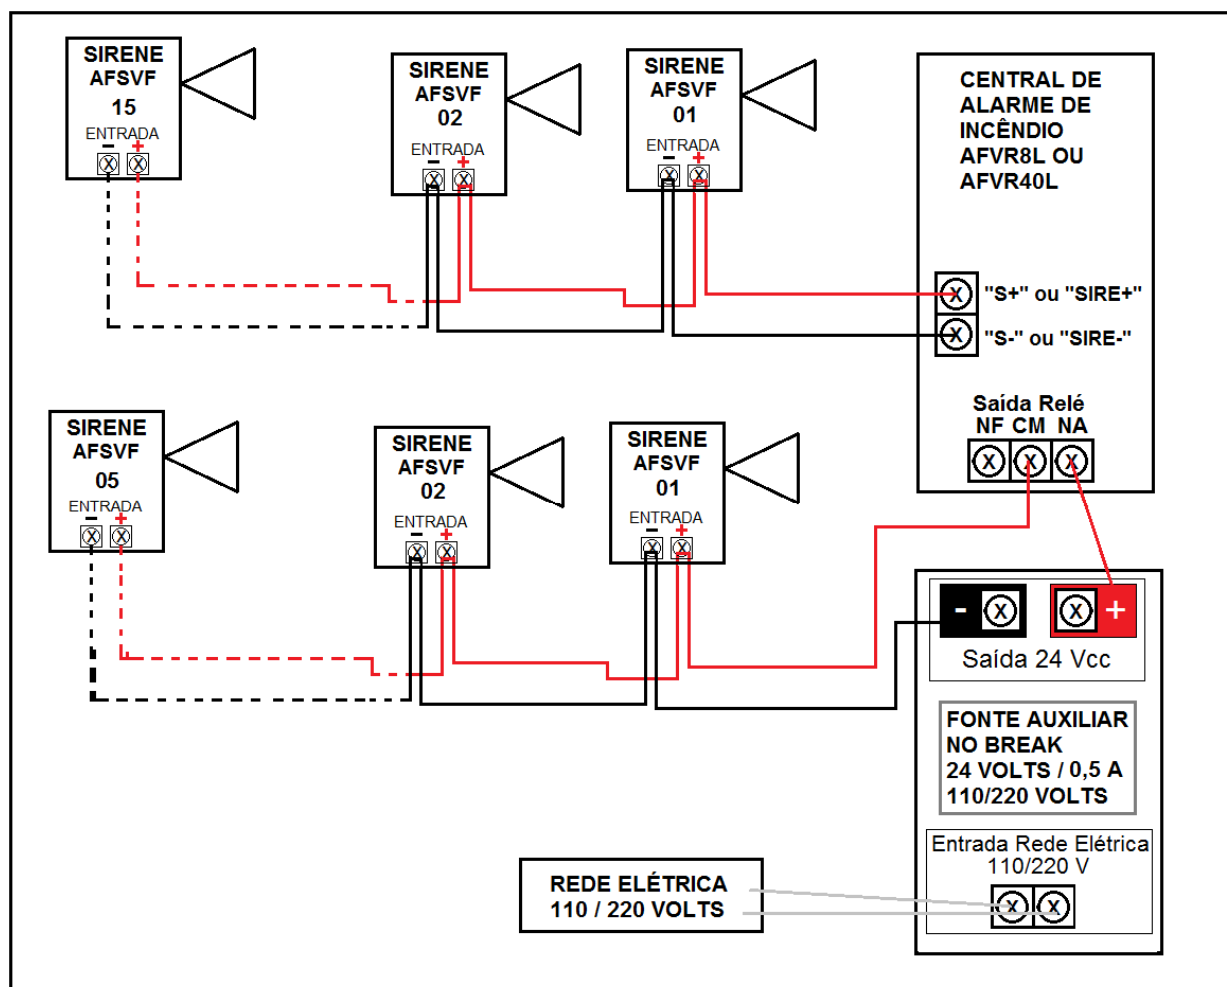 SIRENE
AFSVF
15
ENTRADA
- +
X X
SIRENE
AFSVF
02
ENTRADA
- +
X X
SIRENE
AFSVF
01
ENTRADA
- +
X X
CENTRAL DE
ALARME DE
INCÊNDIO
AFVR8L OU
AFVR40L
X "S+" ou "SIRE+"
X "S-" ou "SIRE-"
Saída Relé
NF CM NA
X X X
SIRENE
AFSVF
05
ENTRADA
- +
X X
SIRENE
AFSVF
02
ENTRADA
- +
X X
SIRENE
AFSVF
01
ENTRADA
- +
X X
- X X +
Saída 24 Vcc
FONTE AUXILIAR
NO BREAK
24 VOLTS / 0,5 A
110/220 VOLTS
Entrada Rede Elétrica
110/220 V
X X
REDE ELÉTRICA
110 / 220 VOLTS